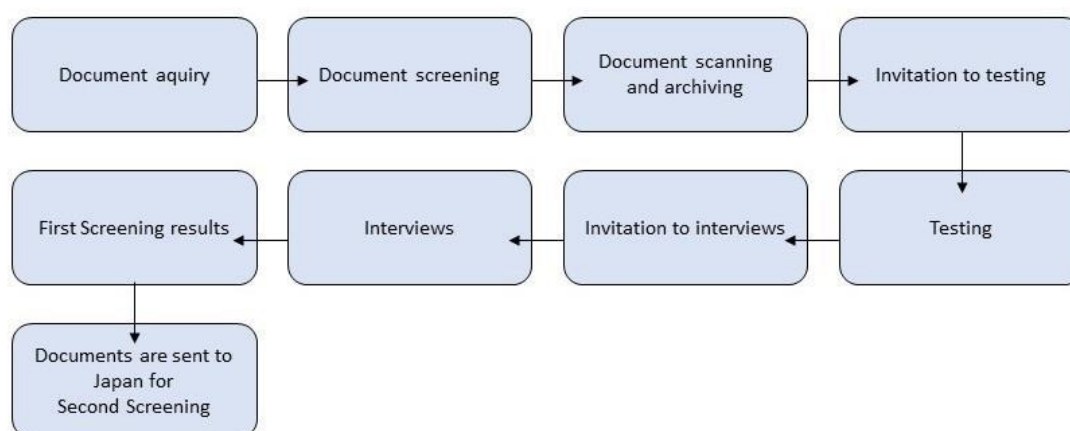 Document aquiry
Document screening
Document scanning
and archiving
Invitation to testing
Testing
Invitation to interviews
Interviews
First Screening results
Documents are sent to
Japan for
Second Screening